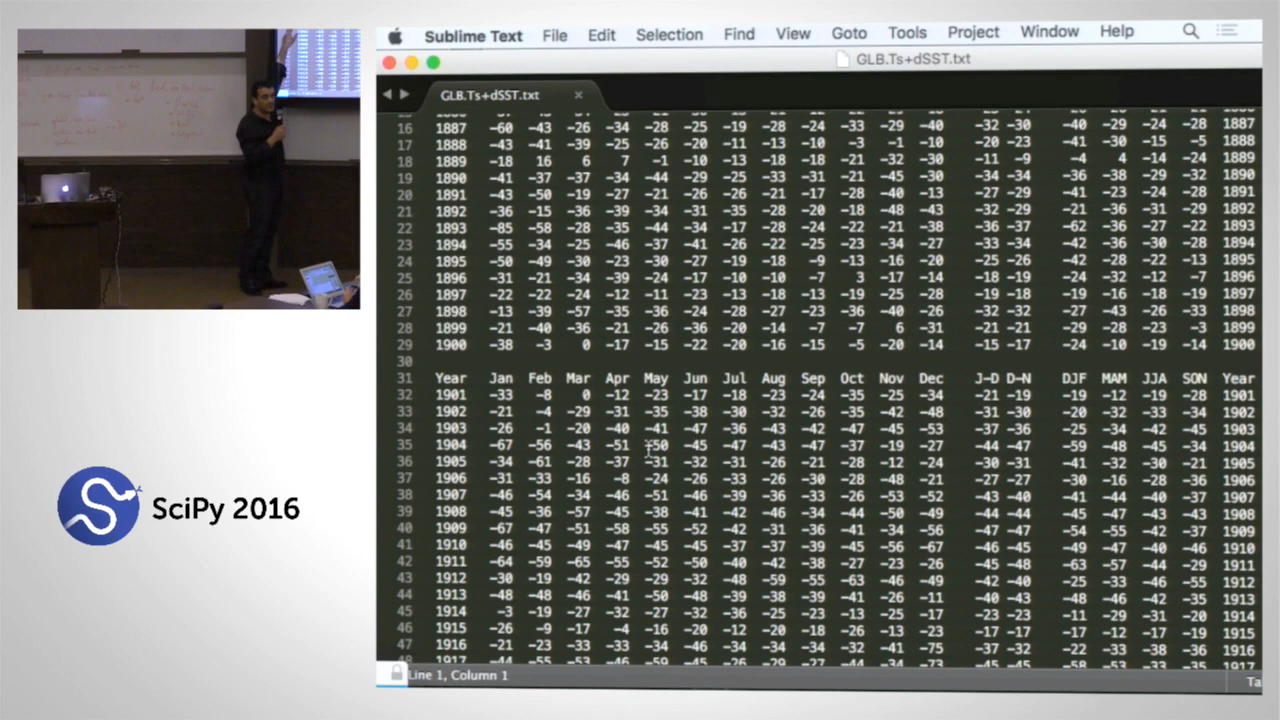 Sublime Text File Edit Selection Find View Goto Tools Project Window Help
GLB.Ts+dSST.txt
GLB.Ts+dSST.txt ×
16 1887 -60 -43 -26 -34 -28 -25 -19 -28 -24 -33 -29 -40 -32 -30 -40 -29 -24 -28 1887
17 1888 -43 -41 -39 -25 -26 -20 -11 -13 -10 -3 -1 -10 -20 -23 -41 -30 -15 -5 1888
18 1889 -18 16 6 7 -1 -10 -13 -18 -18 -21 -32 -30 -11 -9 -4 4 -14 -24 1889
19 1890 -41 -37 -37 -34 -44 -29 -25 -33 -31 -21 -45 -30 -34 -34 -36 -38 -29 -32 1890
20 1891 -43 -50 -19 -27 -21 -26 -26 -21 -17 -28 -40 -13 -27 -29 -41 -23 -24 -28 1891
21 1892 -36 -15 -36 -39 -34 -31 -35 -28 -20 -18 -48 -43 -32 -29 -21 -36 -31 -29 1892
22 1893 -85 -58 -28 -35 -44 -34 -17 -28 -24 -22 -21 -38 -36 -37 -62 -36 -27 -22 1893
23 1894 -55 -34 -25 -46 -37 -41 -26 -22 -25 -23 -34 -27 -33 -34 -42 -36 -30 -28 1894
24 1895 -50 -49 -30 -23 -30 -27 -19 -18 -9 -13 -16 -20 -25 -26 -42 -28 -22 -13 1895
25 1896 -31 -21 -34 -39 -24 -17 -10 -10 -7 3 -17 -14 -18 -19 -24 -32 -12 -7 1896
26 1897 -22 -22 -24 -12 -11 -23 -13 -18 -13 -19 -25 -28 -19 -18 -19 -16 -18 -19 1897
27 1898 -13 -39 -57 -35 -36 -24 -28 -27 -23 -36 -40 -26 -32 -32 -27 -43 -26 -33 1898
28 1899 -21 -40 -36 -21 -26 -36 -20 -14 -7 -7 6 -31 -21 -21 -29 -28 -23 -3 1899
29 1900 -38 -3 0 -17 -15 -22 -20 -16 -15 -5 -20 -14 -15 -17 -24 -10 -19 -14 1900
30
31 Year Jan Feb Mar Apr May Jun Jul Aug Sep Oct Nov Dec J-D D-N DJF MAM JJA SON Year
32 1901 -33 -8 0 -12 -23 -17 -18 -23 -24 -35 -25 -34 -21 -19 -19 -12 -19 -28 1901
33 1902 -21 -4 -29 -31 -35 -38 -30 -32 -26 -35 -42 -48 -31 -30 -20 -32 -33 -34 1902
34 1903 -26 -1 -20 -40 -41 -47 -36 -43 -42 -47 -45 -53 -37 -36 -25 -34 -42 -45 1903
35 1904 -67 -56 -43 -51 -50 -45 -47 -43 -47 -37 -19 -27 -44 -47 -59 -48 -45 -34 1904
36 1905 -34 -61 -28 -37 -31 -32 -31 -26 -21 -28 -12 -24 -30 -31 -41 -32 -30 -21 1905
37 1906 -31 -33 -16 -8 -24 -26 -33 -26 -30 -28 -48 -21 -27 -27 -30 -16 -28 -36 1906
38 1907 -46 -54 -34 -46 -51 -46 -39 -36 -33 -26 -53 -52 -43 -40 -41 -44 -40 -37 1907
39 1908 -45 -36 -57 -45 -38 -41 -42 -46 -34 -44 -50 -49 -44 -44 -45 -47 -43 -43 1908
40 1909 -67 -47 -51 -58 -55 -52 -42 -31 -36 -41 -34 -56 -47 -47 -54 -55 -42 -37 1909
41 1910 -46 -45 -49 -47 -45 -45 -37 -37 -39 -45 -56 -67 -46 -45 -49 -47 -40 -46 1910
42 1911 -64 -59 -65 -55 -52 -50 -40 -42 -38 -27 -23 -26 -45 -48 -63 -57 -44 -29 1911
43 1912 -30 -19 -42 -29 -29 -32 -48 -59 -55 -63 -46 -49 -42 -40 -25 -33 -46 -55 1912
44 1913 -48 -48 -46 -41 -50 -48 -39 -38 -39 -41 -26 -11 -40 -43 -48 -46 -42 -35 1913
45 1914 -3 -19 -27 -32 -27 -32 -36 -25 -23 -13 -25 -17 -23 -23 -11 -29 -31 -20 1914
46 1915 -26 -9 -17 -4 -16 -20 -12 -20 -18 -26 -13 -23 -17 -17 -17 -12 -17 -19 1915
47 1916 -21 -23 -33 -33 -34 -46 -34 -34 -34 -32 -41 -75 -37 -32 -22 -33 -38 -36 1916
48 1917 -44 -55 -53 -46 -59 -45 -26 -29 -27 -44 -34 -73 -45 -45 -58 -53 -33 -35 1917
Line 1, Column 1
Ta
SciPy 2016